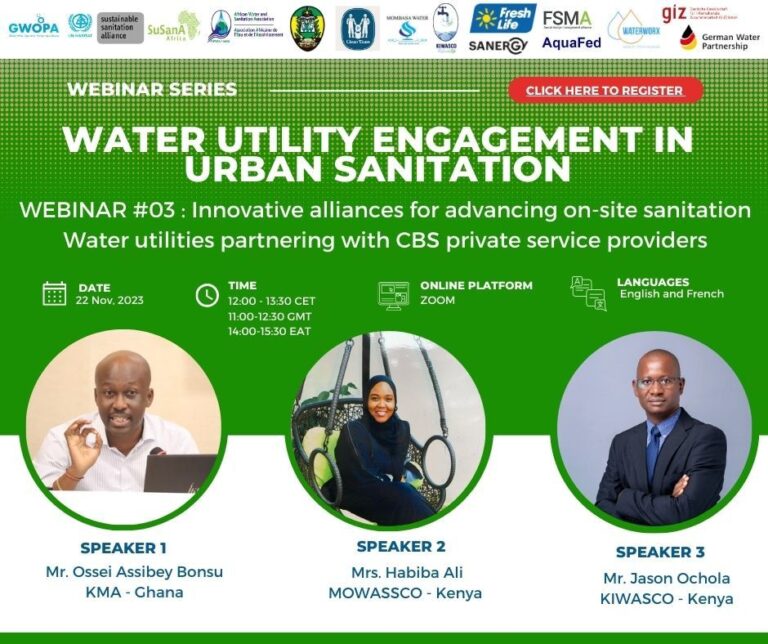 GWOPA
UN-HABITAT
sustainable
sanitation
alliance
SuSanA
Africa
African Water and
Sanitation Association
Association Africaine de
l'Eau et de l'Assainissement
Clean Team
MOMBASA WATER
KIWASCO
Fresh
Life
SANERGY
FSMA
AquaFed
WATERWORX
giz
German Water
Partnership
WEBINAR SERIES
CLICK HERE TO REGISTER
WATER UTILITY ENGAGEMENT IN
URBAN SANITATION
WEBINAR #03 : Innovative alliances for advancing on-site sanitation
Water utilities partnering with CBS private service providers
DATE
22 Nov, 2023
TIME
12:00 - 13:30 CET
11:00-12:30 GMT
14:00-15:30 EAT
ONLINE PLATFORM
ZOOM
LANGUAGES
English and French
SPEAKER 1
Mr. Ossei Assibey Bonsu
KMA - Ghana
SPEAKER 2
Mrs. Habiba Ali
MOWASSCO - Kenya
SPEAKER 3
Mr. Jason Ochola
KIWASCO - Kenya